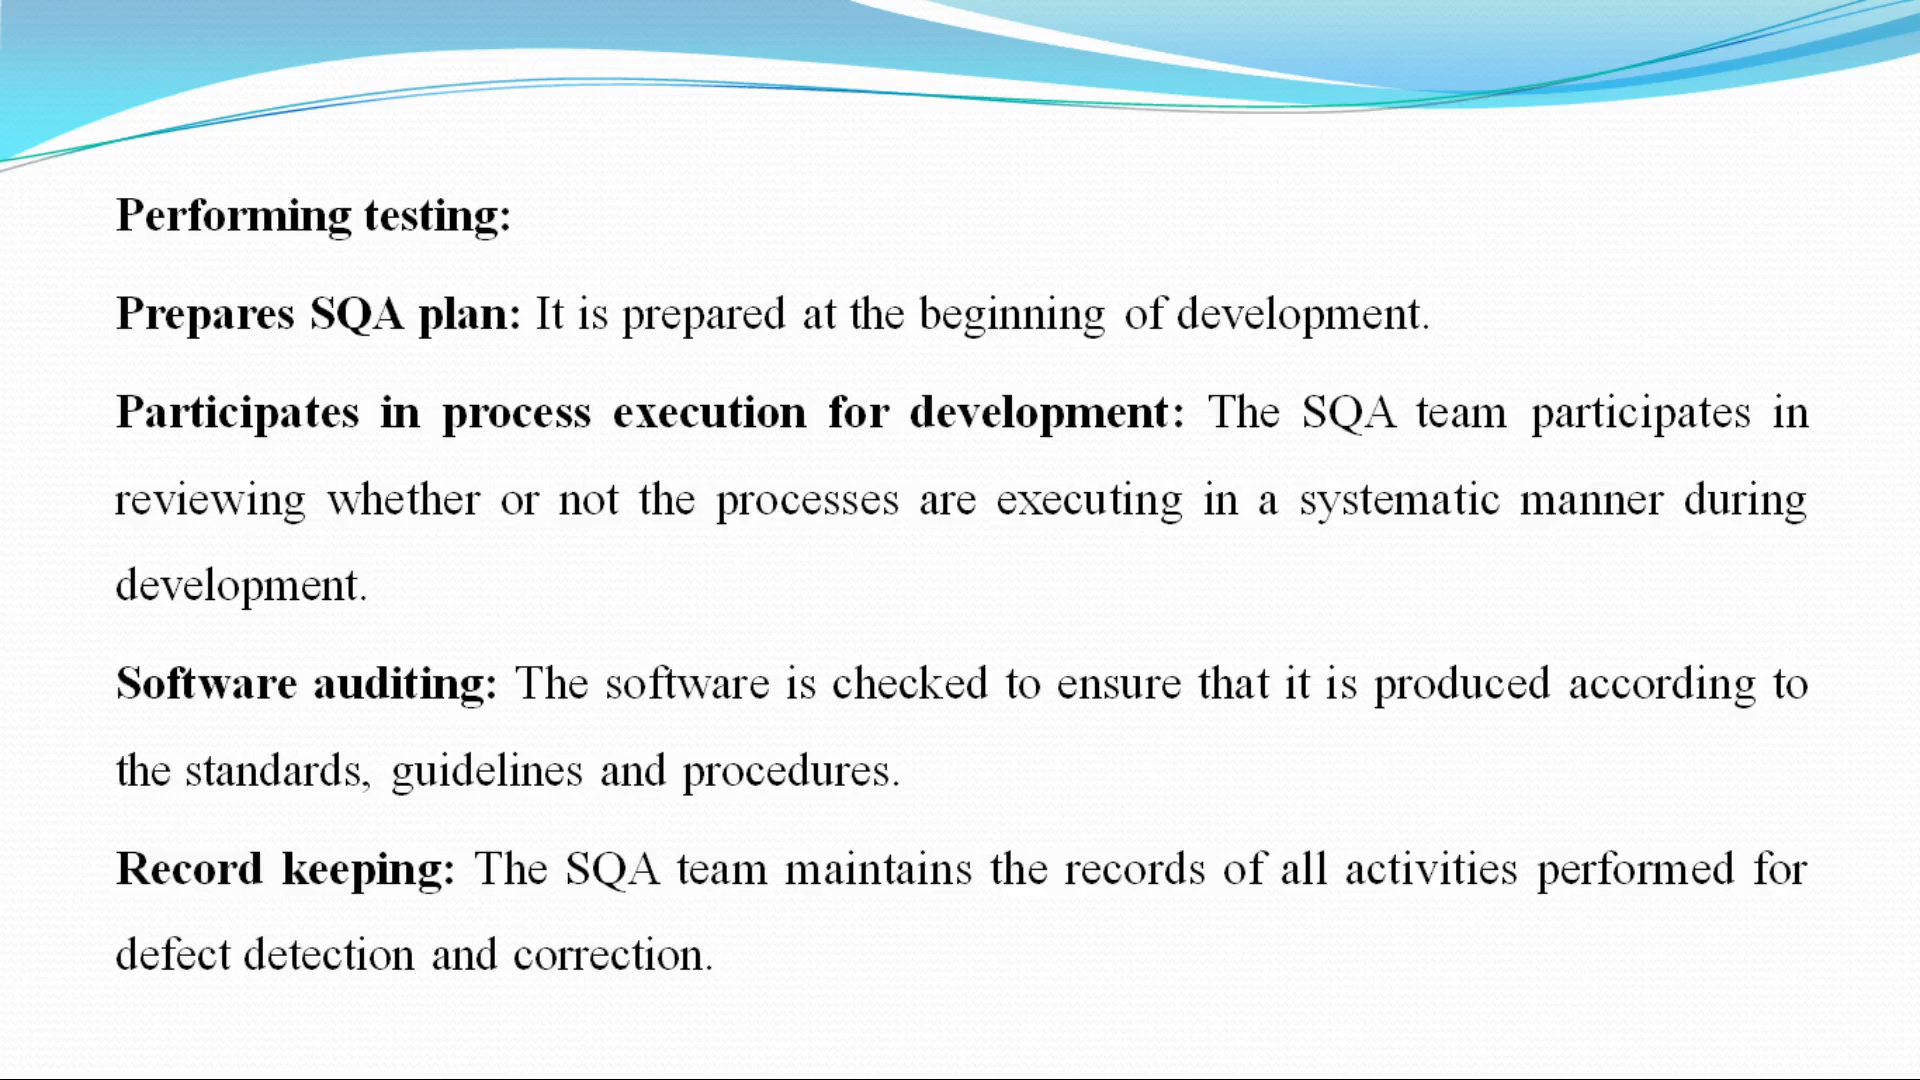 Performing testing:
Prepares SQA plan: It is prepared at the beginning of development.
Participates in process execution for development: The SQA team participates in
reviewing whether or not the processes are executing in a systematic manner during
development.
Software auditing: The software is checked to ensure that it is produced according to
the standards, guidelines and procedures.
Record keeping: The SQA team maintains the records of all activities performed for
defect detection and correction.